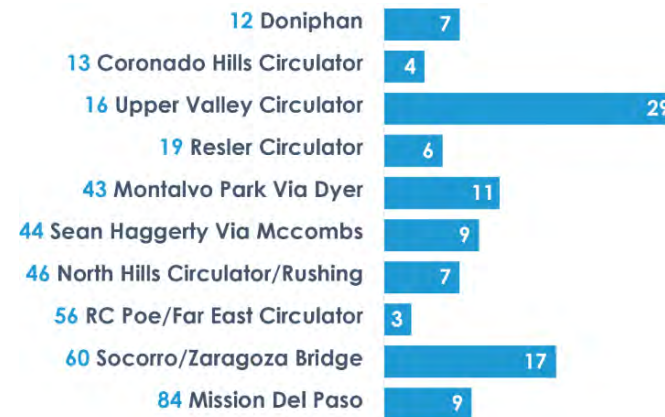 12 Doniphan 7
13 Coronado Hills Circulator 4
16 Upper Valley Circulator 29
19 Resler Circulator 6
43 Montalvo Park Via Dyer 11
44 Sean Haggerty Via Mccombs 9
46 North Hills Circulator/Rushing 7
56 RC Poe/Far East Circulator 3
60 Socorro/Zaragoza Bridge 17
84 Mission Del Paso 9